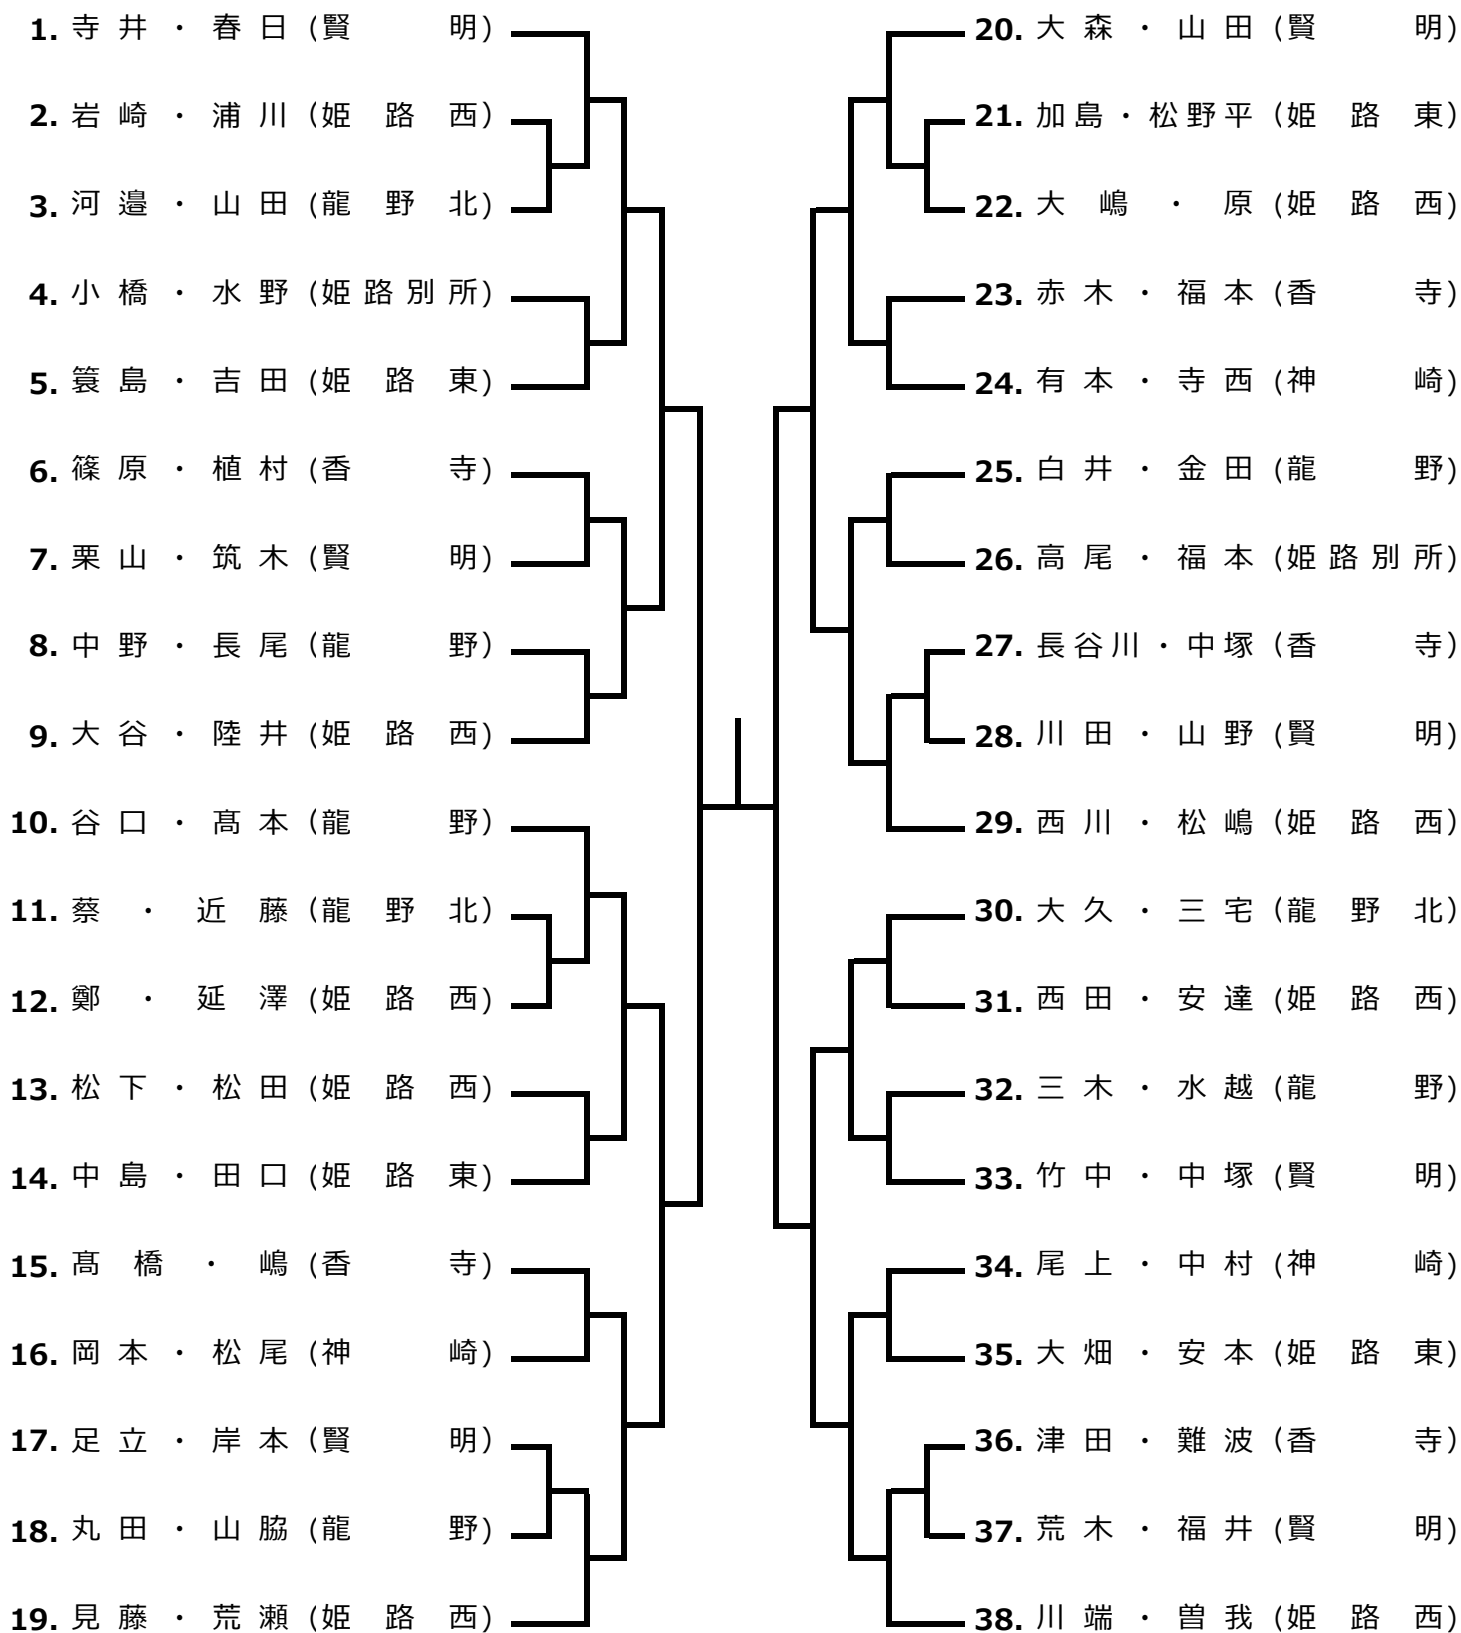 1. 寺井・春日(賢明)
2. 岩崎・浦川(姫路西)
3. 河邉・山田(龍野北)
4. 小橋・水野(姫路別所)
5. 簑島・吉田(姫路東)
6. 篠原・植村(香寺)
7. 栗山・筑木(賢明)
8. 中野・長尾(龍野)
9. 大谷・陸井(姫路西)
10. 谷口・髙本(龍野)
11. 蔡・近藤(龍野北)
12. 鄭・延澤(姫路西)
13. 松下・松田(姫路西)
14. 中島・田口(姫路東)
15. 髙橋・嶋(香寺)
16. 岡本・松尾(神崎)
17. 足立・岸本(賢明)
18. 丸田・山脇(龍野)
19. 見藤・荒瀬(姫路西)
20. 大森・山田(賢明)
21. 加島・松野平(姫路東)
22. 大嶋・原(姫路西)
23. 赤木・福本(香寺)
24. 有本・寺西(神崎)
25. 白井・金田(龍野)
26. 高尾・福本(姫路別所)
27. 長谷川・中塚(香寺)
28. 川田・山野(賢明)
29. 西川・松嶋(姫路西)
30. 大久・三宅(龍野北)
31. 西田・安達(姫路西)
32. 三木・水越(龍野)
33. 竹中・中塚(賢明)
34. 尾上・中村(神崎)
35. 大畑・安本(姫路東)
36. 津田・難波(香寺)
37. 荒木・福井(賢明)
38. 川端・曽我(姫路西)